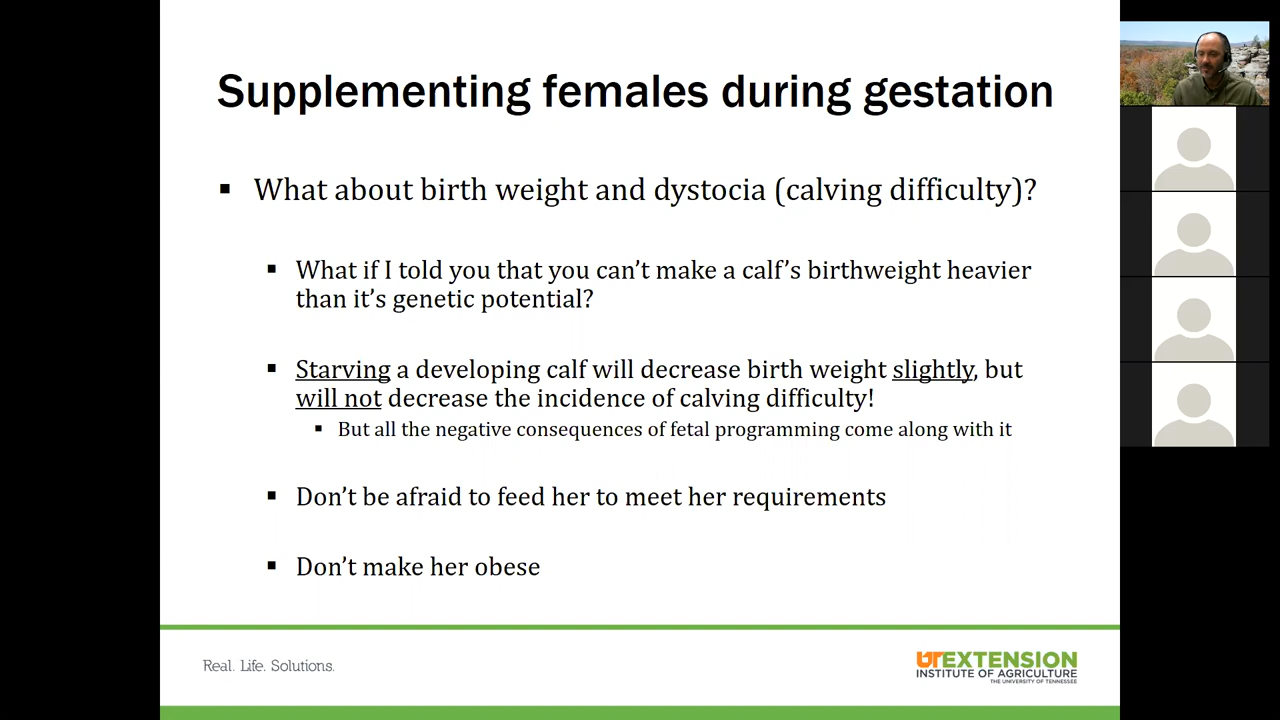 Supplementing females during gestation
▪ What about birth weight and dystocia (calving difficulty)?
▪ What if I told you that you can’t make a calf’s birthweight heavier
than it’s genetic potential?
▪ Starving a developing calf will decrease birth weight slightly, but
will not decrease the incidence of calving difficulty!
▪ But all the negative consequences of fetal programming come along with it
▪ Don’t be afraid to feed her to meet her requirements
▪ Don’t make her obese
Real. Life. Solutions.
UT EXTENSION
INSTITUTE OF AGRICULTURE
THE UNIVERSITY OF TENNESSEE